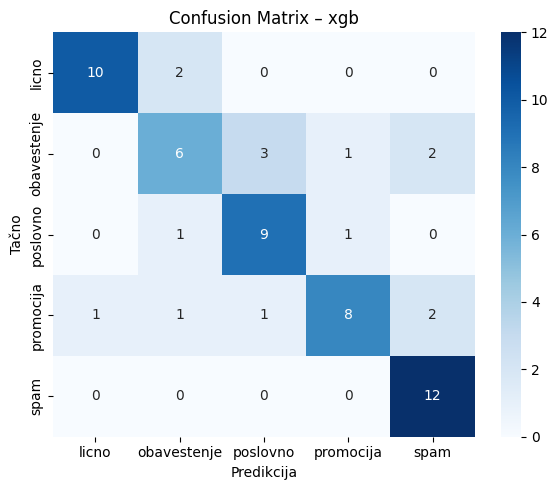 Confusion Matrix – xgb
Tačno
licno
10 2 0 0 0
obavestenje
0 6 3 1 2
poslovno
0 1 9 1 0
promocija
1 1 1 8 2
spam
0 0 0 0 12
licno obavestenje poslovno promocija spam
Predikcija
12
10
8
6
4
2
0